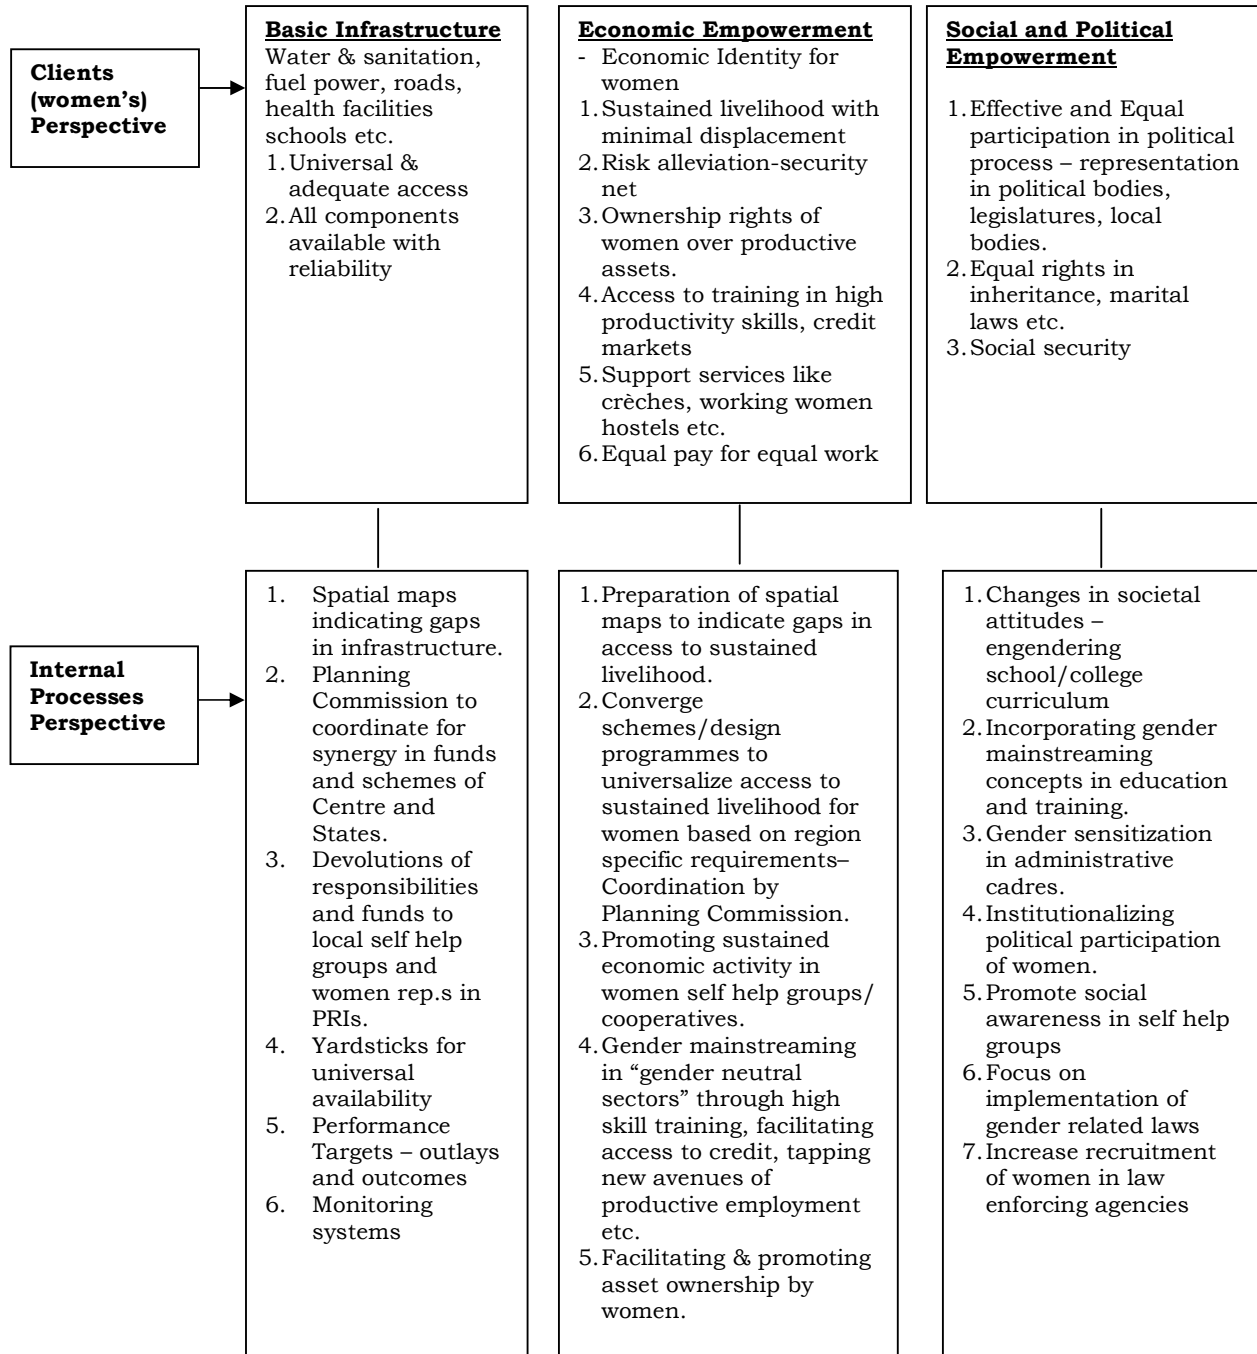 Clients
(women’s)
Perspective
Basic Infrastructure
Water & sanitation,
fuel power, roads,
health facilities
schools etc.
1. Universal &
adequate access
2. All components
available with
reliability
Economic Empowerment
- Economic Identity for
women
1. Sustained livelihood with
minimal displacement
2. Risk alleviation-security
net
3. Ownership rights of
women over productive
assets.
4. Access to training in high
productivity skills, credit
markets
5. Support services like
crèches, working women
hostels etc.
6. Equal pay for equal work
Social and Political
Empowerment
1. Effective and Equal
participation in political
process – representation
in political bodies,
legislatures, local
bodies.
2. Equal rights in
inheritance, marital
laws etc.
3. Social security
Internal
Processes
Perspective
1. Spatial maps
indicating gaps
in infrastructure.
2. Planning
Commission to
coordinate for
synergy in funds
and schemes of
Centre and
States.
3. Devolutions of
responsibilities
and funds to
local self help
groups and
women rep.s in
PRIs.
4. Yardsticks for
universal
availability
5. Performance
Targets – outlays
and outcomes
6. Monitoring
systems
1. Preparation of spatial
maps to indicate gaps in
access to sustained
livelihood.
2. Converge
schemes/design
programmes to
universalize access to
sustained livelihood for
women based on region
specific requirements–
Coordination by
Planning Commission.
3. Promoting sustained
economic activity in
women self help groups/
cooperatives.
4. Gender mainstreaming
in “gender neutral
sectors” through high
skill training, facilitating
access to credit, tapping
new avenues of
productive employment
etc.
5. Facilitating & promoting
asset ownership by
women.
1. Changes in societal
attitudes –
engendering
school/college
curriculum
2. Incorporating gender
mainstreaming
concepts in education
and training.
3. Gender sensitization
in administrative
cadres.
4. Institutionalizing
political participation
of women.
5. Promote social
awareness in self help
groups
6. Focus on
implementation of
gender related laws
7. Increase recruitment
of women in law
enforcing agencies